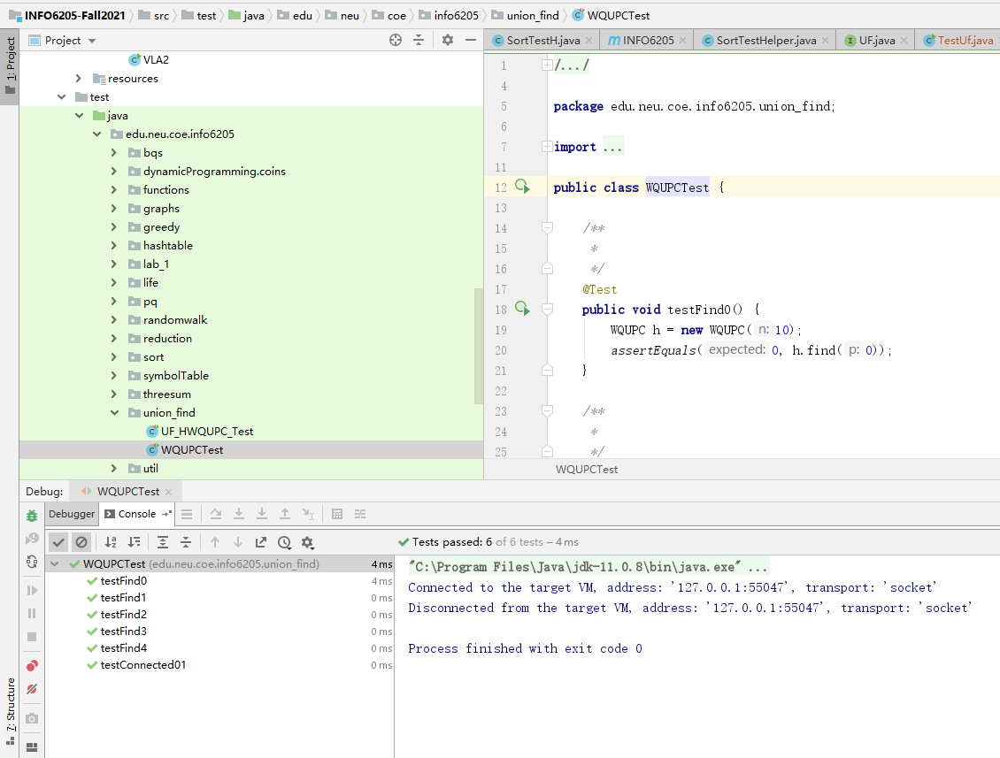 INFO6205-Fall2021 src test java edu neu coe info6205 union_find WQUPCTest
1: Project
Project
SortTestH.java INFO6205 SortTestHelper.java UF.java TestUf.java
VLA2
resources
test
java
edu.neu.coe.info6205
bqs
dynamicProgramming.coins
functions
graphs
greedy
hashtable
lab_1
life
pq
randomwalk
reduction
sort
symbolTable
threesum
union_find
UF_HWQUPC_Test
WQUPCTest
util
1 /.../
4
5 package edu.neu.coe.info6205.union_find;
6
7 import ...
11
12 public class WQUPCTest {
13
14 /**
15 *
16 */
17 @Test
18 public void testFind0() {
19 WQUPC h = new WQUPC( n: 10);
20 assertEquals( expected: 0, h.find( p: 0));
21 }
22
23 /**
24 *
25 */
WQUPCTest
Debug: WQUPCTest
Debugger Console
Tests passed: 6 of 6 tests – 4 ms
WQUPCTest (edu.neu.coe.info6205.union_find) 4 ms
testFind0 4 ms
testFind1 0 ms
testFind2 0 ms
testFind3 0 ms
testFind4 0 ms
testConnected01 0 ms
"C:\Program Files\Java\jdk-11.0.8\bin\java.exe" ...
Connected to the target VM, address: '127.0.0.1:55047', transport: 'socket'
Disconnected from the target VM, address: '127.0.0.1:55047', transport: 'socket'
Process finished with exit code 0
7: Structure